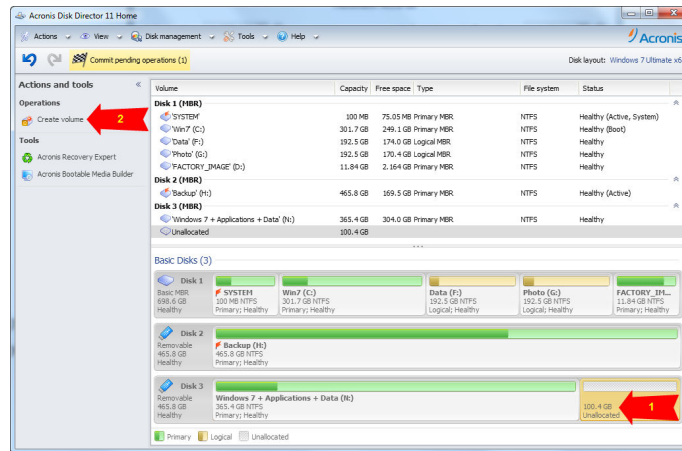 Acronis Disk Director 11 Home
Actions View Disk management Tools Help
Acronis
Commit pending operations (1)
Disk layout: Windows 7 Ultimate x6
Actions and tools «
Operations
Create volume
2
Tools
Acronis Recovery Expert
Acronis Bootable Media Builder
Volume Capacity Free space Type File system Status
Disk 1 (MBR)
'SYSTEM' 100 MB 75.05 MB Primary MBR NTFS Healthy (Active, System)
'Win7' (C:) 301.7 GB 249.1 GB Primary MBR NTFS Healthy (Boot)
'Data' (F:) 192.5 GB 174.0 GB Logical MBR NTFS Healthy
'Photo' (G:) 192.5 GB 170.4 GB Logical MBR NTFS Healthy
'FACTORY_IMAGE' (D:) 11.84 GB 2.164 GB Primary MBR NTFS Healthy
Disk 2 (MBR)
'Backup' (H:) 465.8 GB 169.5 GB Primary MBR NTFS Healthy (Active)
Disk 3 (MBR)
'Windows 7 + Applications + Data' (N:) 365.4 GB 304.0 GB Primary MBR NTFS Healthy
Unallocated 100.4 GB
Basic Disks (3)
Disk 1
Basic MBR
698.6 GB
Healthy
SYSTEM
100 MB NTFS
Primary; Healthy
Win7 (C:)
301.7 GB NTFS
Primary; Healthy
Data (F:)
192.5 GB NTFS
Logical; Healthy
Photo (G:)
192.5 GB NTFS
Logical; Healthy
FACTORY_IM...
11.84 GB NTFS
Primary; Healthy
Disk 2
Removable
465.8 GB
Healthy
Backup (H:)
465.8 GB NTFS
Primary; Healthy
Disk 3
Removable
465.8 GB
Healthy
Windows 7 + Applications + Data (N:)
365.4 GB NTFS
Primary; Healthy
100.4 GB
Unallocated
1
Primary Logical Unallocated